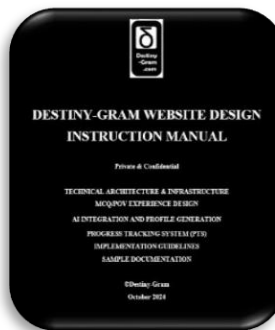 δ
Destiny
-Gram
.com
DESTINY-GRAM WEBSITE DESIGN
INSTRUCTION MANUAL
Private & Confidential
TECHNICAL ARCHITECTURE & INFRASTRUCTURE
MCQ/POV EXPERIENCE DESIGN
AI INTEGRATION AND PROFILE GENERATION
PROGRESS TRACKING SYSTEM (PTS)
IMPLEMENTATION GUIDELINES
SAMPLE DOCUMENTATION
©Destiny-Gram
October 2024